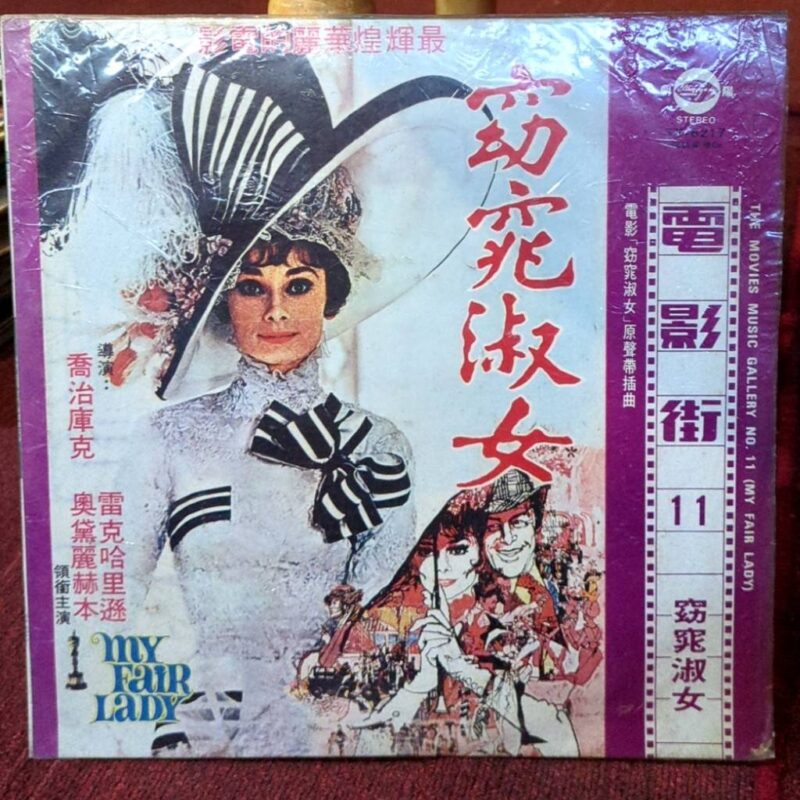 最輝煌華麗的電影
窈窕淑女
導演：
喬治庫克
雷克哈里遜
奧黛麗赫本
領銜主演
MY
FAIR
LADY
STEREO
6217
電影「窈窕淑女」原聲帶插曲
電影街
11
窈窕淑女
THE MOVIES MUSIC GALLERY NO. 11 (MY FAIR LADY)